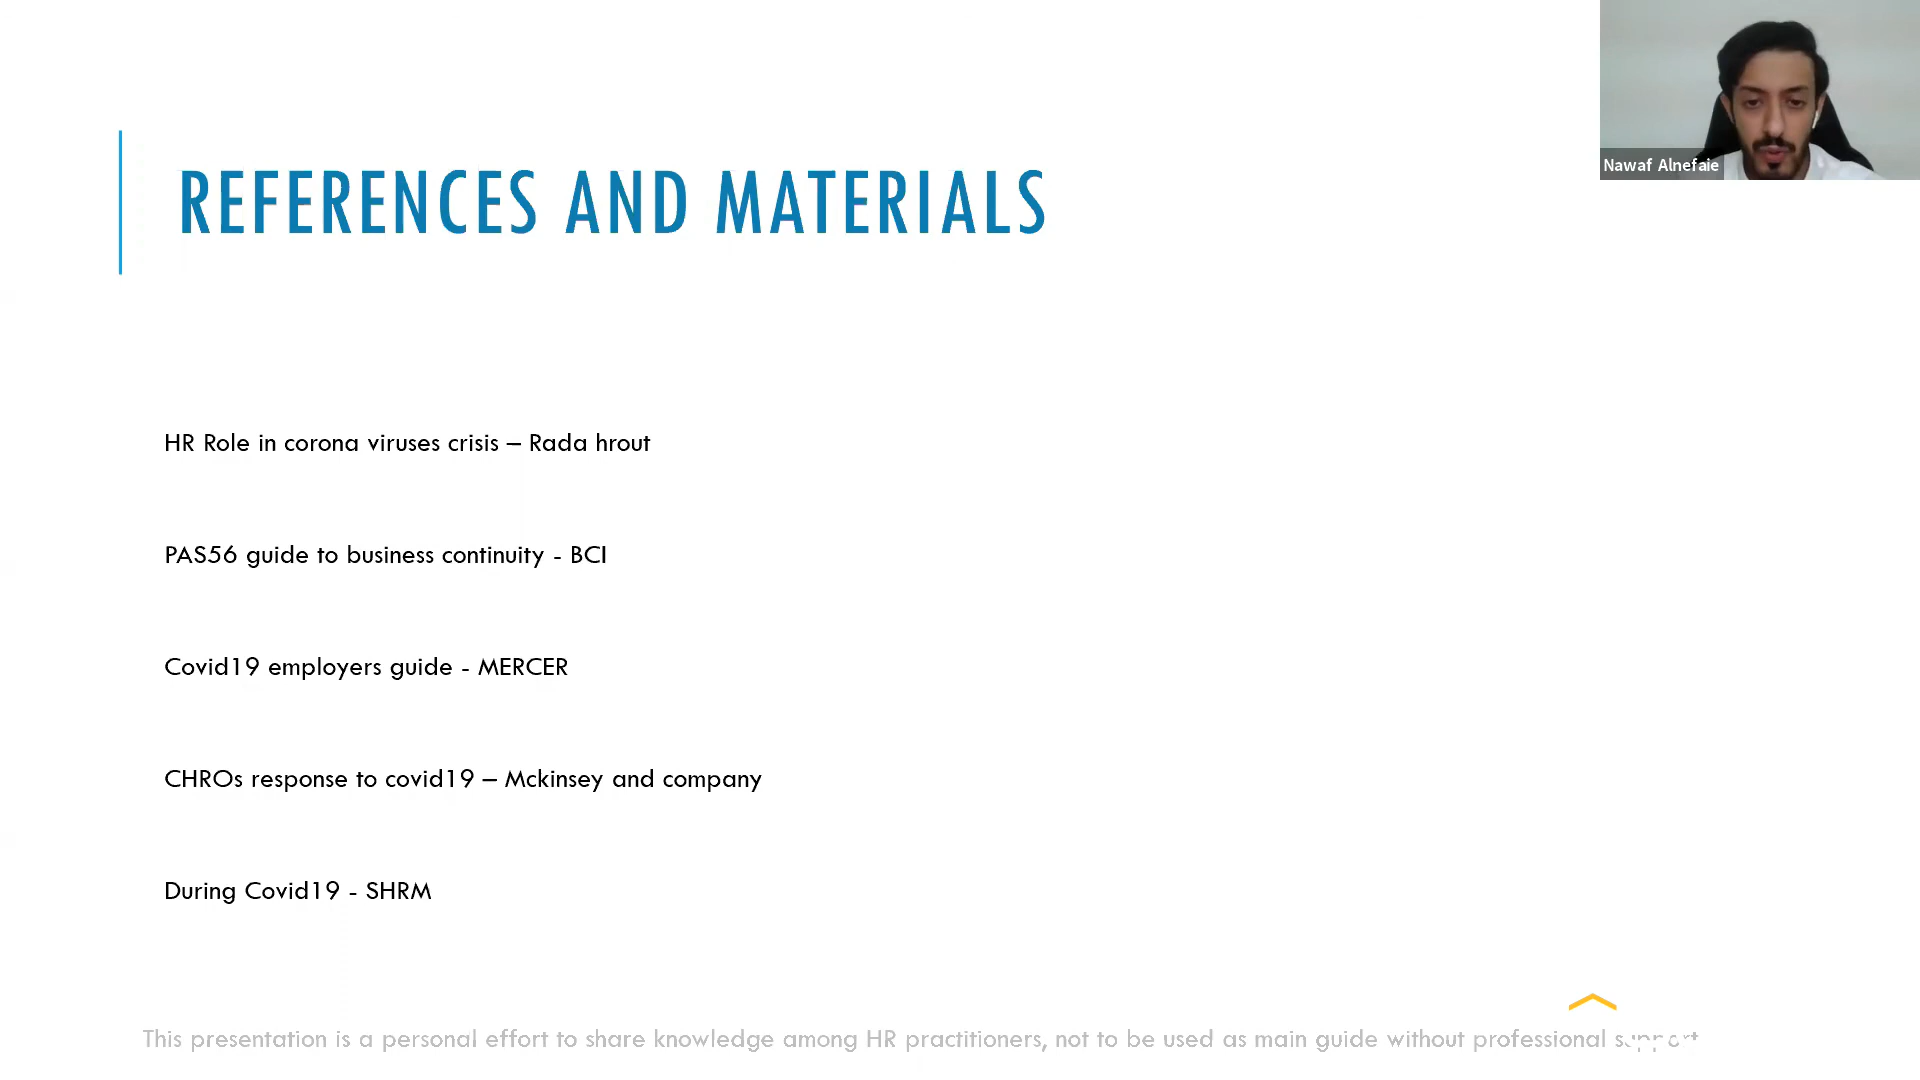 REFERENCES AND MATERIALS
Nawaf Alnefaie
HR Role in corona viruses crisis – Rada hrout
PAS56 guide to business continuity - BCI
Covid19 employers guide - MERCER
CHROs response to covid19 – Mckinsey and company
During Covid19 - SHRM
This presentation is a personal effort to share knowledge among HR practitioners, not to be used as main guide without professional support